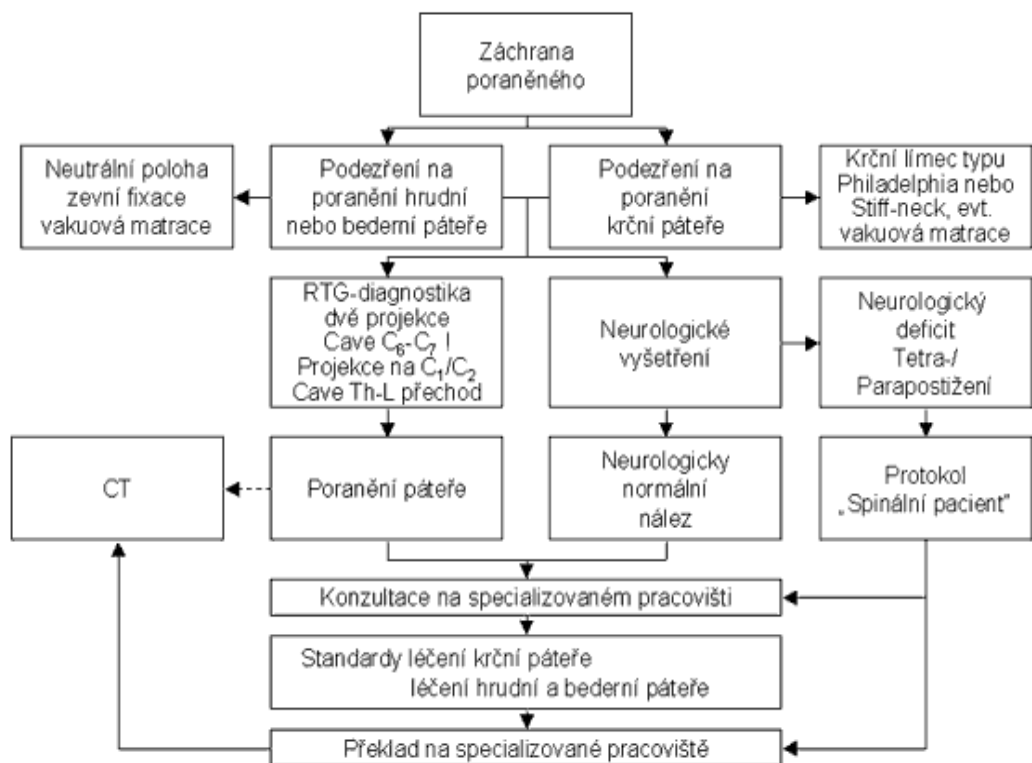 Záchrana
poraněného
Neutrální poloha
zevní fixace
vakuová matrace
Podezření na
poranění hrudní
nebo bederní páteře
Podezření na
poranění
krční páteře
Krční límec typu
Philadelphia nebo
Stiff-neck, evt.
vakuová matrace
RTG-diagnostika
dvě projekce
Cave C₆-C₇ !
Projekce na C₁/C₂
Cave Th-L přechod
Neurologické
vyšetření
Neurologický
deficit
Tetra-/
Parapostižení
CT
Poranění páteře
Neurologicky
normální
nález
Protokol
„Spinální pacient"
Konzultace na specializovaném pracovišti
Standardy léčení krční páteře
léčení hrudní a bederní páteře
Překlad na specializované pracoviště